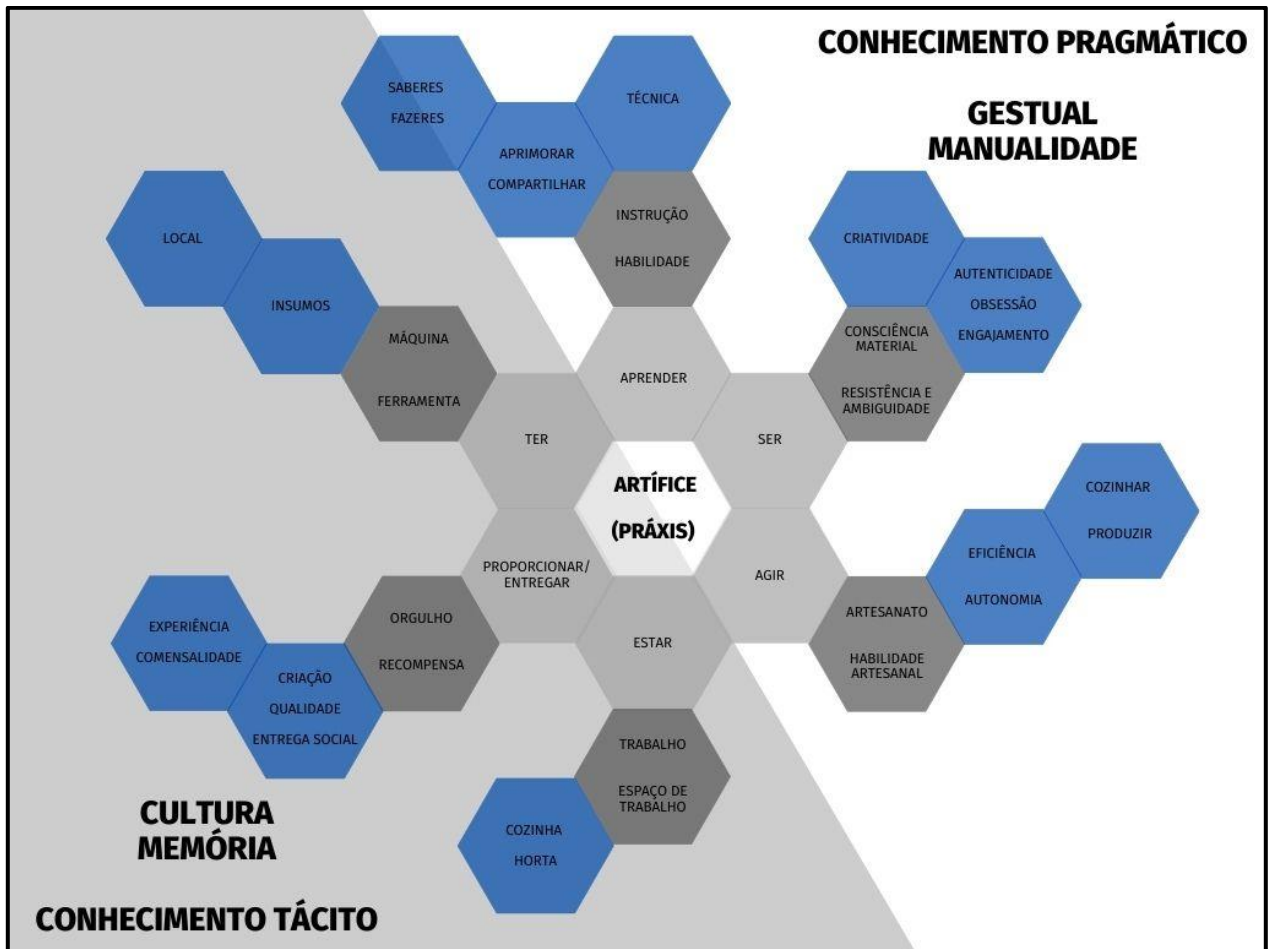 CONHECIMENTO PRAGMÁTICO
GESTUAL
MANUALIDADE
SABERES
FAZERES
APRIMORAR
COMPARTILHAR
TÉCNICA
INSTRUÇÃO
HABILIDADE
APRENDER
LOCAL
INSUMOS
MÁQUINA
FERRAMENTA
TER
CRIATIVIDADE
AUTENTICIDADE
OBSESSÃO
ENGAJAMENTO
CONSCIÊNCIA
MATERIAL
RESISTÊNCIA E
AMBIGUIDADE
SER
ARTÍFICE
(PRÁXIS)
COZINHAR
PRODUZIR
EFICIÊNCIA
AUTONOMIA
ARTESANATO
HABILIDADE
ARTESANAL
AGIR
PROPORCIONAR/
ENTREGAR
ORGULHO
RECOMPENSA
EXPERIÊNCIA
COMENSALIDADE
CRIAÇÃO
QUALIDADE
ENTREGA SOCIAL
ESTAR
TRABALHO
ESPAÇO DE
TRABALHO
COZINHA
HORTA
CULTURA
MEMÓRIA
CONHECIMENTO TÁCITO